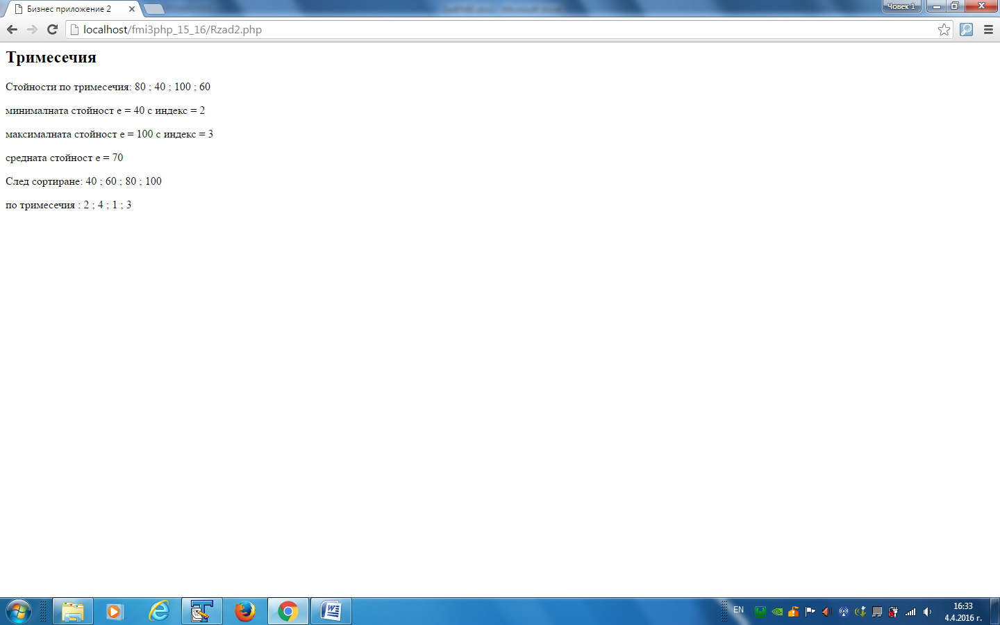 Бизнес приложение 2
Човек 1
localhost/fmi3php_15_16/Rzad2.php
Тримесечия
Стойности по тримесечия: 80 ; 40 ; 100 ; 60
минималната стойност е = 40 с индекс = 2
максималната стойност е = 100 с индекс = 3
средната стойност е = 70
След сортиране: 40 ; 60 ; 80 ; 100
по тримесечия : 2 ; 4 ; 1 ; 3
EN
16:33
4.4.2016 г.